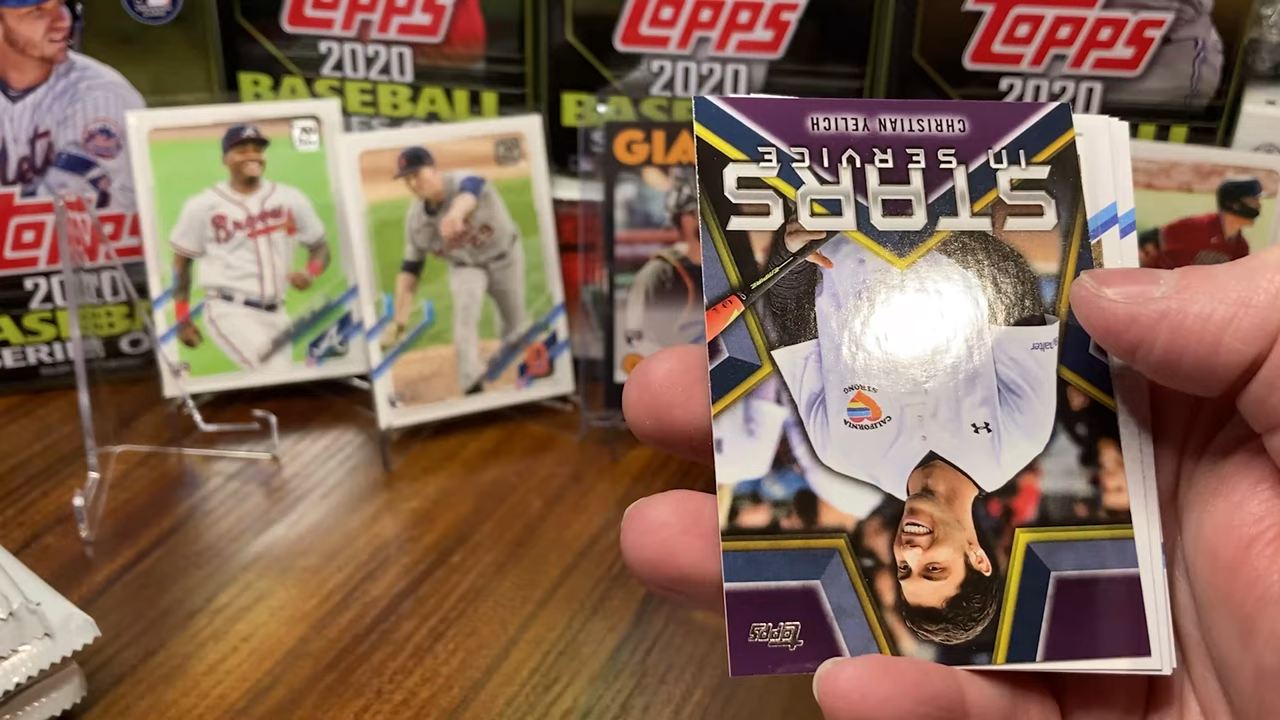 TOPPS
2020
BASEBALL
TOPPS
2020
TOPPS
2020
TOPPS
2020
SERIES O
Braves
GIA
CHRISTIAN YELICH
STARS
IN SERVICE
CALIFORNIA
STRONG
TOPPS